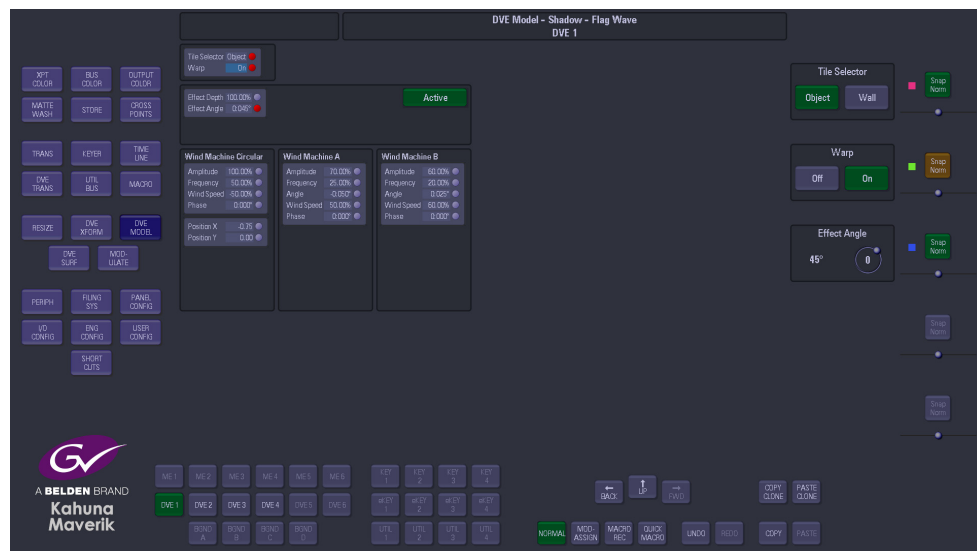 DVE Model - Shadow - Flag Wave
DVE 1
Tile Selector Object
Warp On
Effect Depth 100.00%
Effect Angle 0:045°
Active
Wind Machine Circular
Amplitude 100.00%
Frequency 50.00%
Wind Speed -50.00%
Phase 0:000°
Position X -0.75
Position Y 0.00
Wind Machine A
Amplitude 70.00%
Frequency 25.00%
Angle -0:050°
Wind Speed 50.00%
Phase 0:000°
Wind Machine B
Amplitude 60.00%
Frequency 20.00%
Angle 0:025°
Wind Speed 60.00%
Phase 0:000°
XPT COLOR
BUS COLOR
OUTPUT COLOR
MATTE WASH
STORE
CROSS POINTS
TRANS
KEYER
TIME LINE
DVE TRANS
UTIL BUS
MACRO
RESIZE
DVE XFORM
DVE MODEL
DVE SURF
MOD- ULATE
PERIPH
FILING SYS
PANEL CONFIG
I/O CONFIG
ENG CONFIG
USER CONFIG
SHORT CUTS
Tile Selector
Object Wall
Snap Norm
Warp
Off On
Snap Norm
Effect Angle
45° 0
Snap Norm
Snap Norm
Snap Norm
GV
A BELDEN BRAND
Kahuna
Maverik
ME 1 ME 2 ME 3 ME 4 ME 5 ME 6
DVE 1 DVE 2 DVE 3 DVE 4 DVE 5 DVE 6
BGND A BGND B BGND C BGND D
KEY 1 KEY 2 KEY 3 KEY 4
eKEY 1 eKEY 2 eKEY 3 eKEY 4
UTIL 1 UTIL 2 UTIL 3 UTIL 4
BACK UP FWD
COPY CLONE PASTE CLONE
NORMAL MOD- ASSIGN MACRO REC QUICK MACRO UNDO REDO COPY PASTE